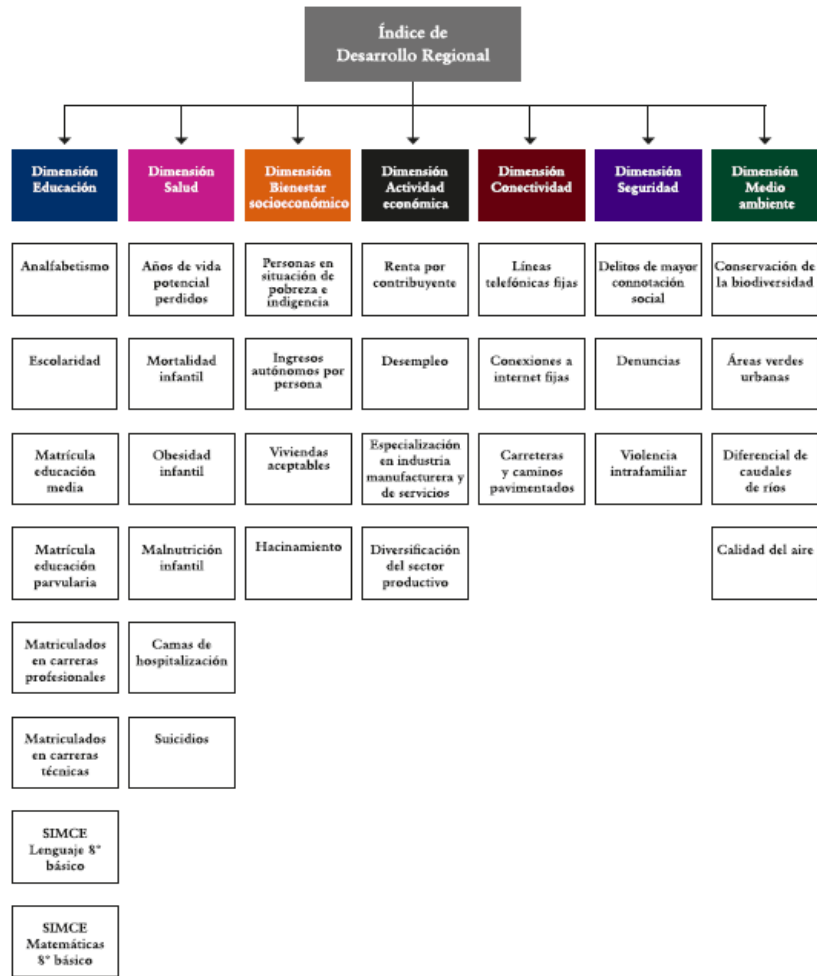 Índice de
Desarrollo Regional
Dimensión
Educación
Dimensión
Salud
Dimensión
Bienestar
socioeconómico
Dimensión
Actividad
económica
Dimensión
Conectividad
Dimensión
Seguridad
Dimensión
Medio
ambiente
Analfabetismo
Años de vida
potencial
perdidos
Personas en
situación de
pobreza e
indigencia
Renta por
contribuyente
Líneas
telefónicas fijas
Delitos de mayor
connotación
social
Conservación de
la biodiversidad
Escolaridad
Mortalidad
infantil
Ingresos
autónomos por
persona
Desempleo
Conexiones a
internet fijas
Denuncias
Áreas verdes
urbanas
Matrícula
educación
media
Obesidad
infantil
Viviendas
aceptables
Especialización
en industria
manufacturera y
de servicios
Carreteras
y caminos
pavimentados
Violencia
intrafamiliar
Diferencial de
caudales
de ríos
Matrícula
educación
parvularia
Malnutrición
infantil
Hacinamiento
Diversificación
del sector
productivo
Calidad del aire
Matriculados
en carreras
profesionales
Camas de
hospitalización
Matriculados
en carreras
técnicas
Suicidios
SIMCE
Lenguaje 8° 
básico
SIMCE
Matemáticas
8° básico